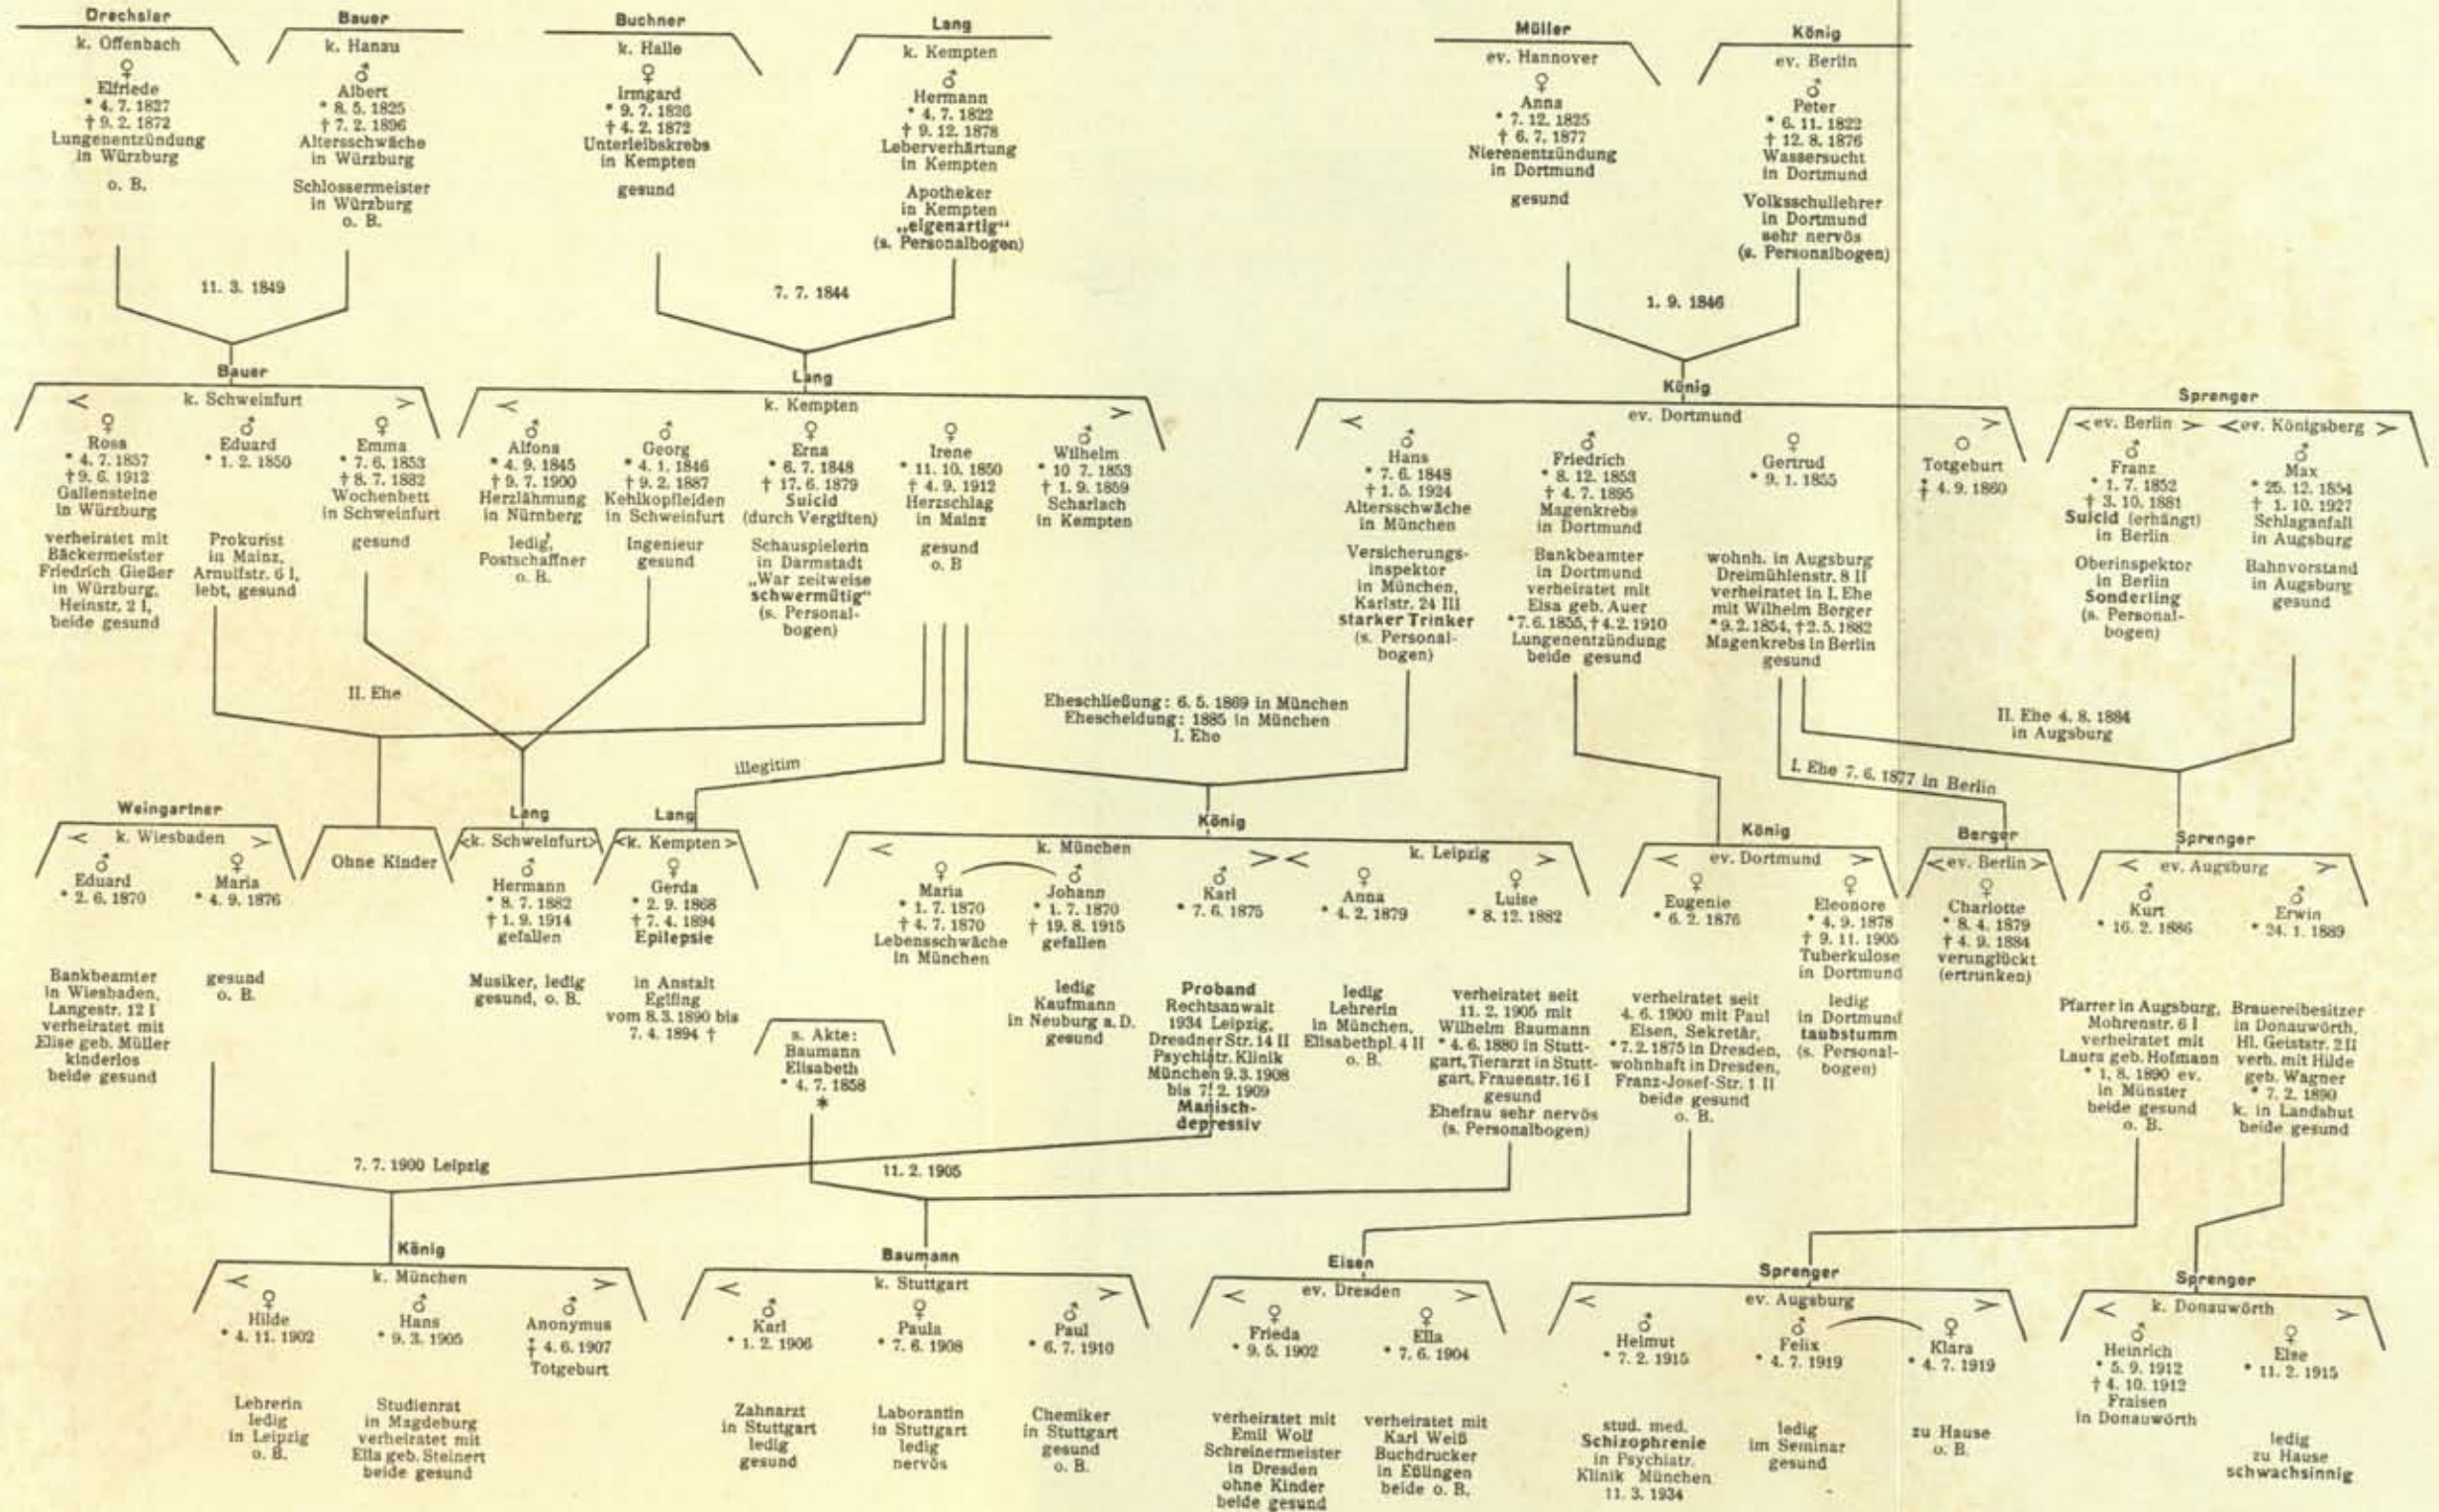 Drechsler
k. Offenbach
♀
Elfriede
* 4. 7. 1827
† 9. 2. 1872
Lungenentzündung
in Würzburg
o. B.
Bauer
k. Hanau
♂
Albert
* 8. 5. 1825
† 7. 2. 1896
Altersschwäche
in Würzburg
Schlossermeister
in Würzburg
o. B.
Buchner
k. Halle
♀
Irmgard
* 9. 7. 1826
† 4. 2. 1872
Unterleibskrebs
in Kempten
gesund
Lang
k. Kempten
♂
Hermann
* 4. 7. 1822
† 9. 12. 1878
Leberverhärtung
in Kempten
Apotheker
in Kempten
„eigenartig“
(s. Personalbogen)
Müller
ev. Hannover
♀
Anna
* 7. 12. 1825
† 6. 7. 1877
Nierenentzündung
in Dortmund
gesund
König
ev. Berlin
♂
Peter
* 6. 11. 1822
† 12. 8. 1876
Wassersucht
in Dortmund
Volksschullehrer
in Dortmund
sehr nervös
(s. Personalbogen)
11. 3. 1849
7. 7. 1844
1. 9. 1846
Bauer
k. Schweinfurt
< >
♀
Rosa
* 4. 7. 1857
† 9. 6. 1912
Gallensteine
in Würzburg
verheiratet mit
Bäckermeister
Friedrich Gießer
in Würzburg,
Heinstr. 2 I,
beide gesund
♂
Eduard
* 1. 2. 1850
Prokurist
in Mainz,
Arnulfstr. 6 I,
lebt, gesund
♀
Emma
* 7. 6. 1853
† 8. 7. 1882
Wochenbett
in Schweinfurt
gesund
Lang
k. Kempten
< >
♂
Alfons
* 4. 9. 1845
† 9. 7. 1900
Herzlähmung
in Nürnberg
ledig,
Postschaffner
o. B.
♂
Georg
* 4. 1. 1846
† 9. 2. 1887
Kehlkopfleiden
in Schweinfurt
Ingenieur
gesund
♀
Erna
* 6. 7. 1848
† 17. 6. 1879
Suicid
(durch Vergiften)
Schauspielerin
in Darmstadt
„War zeitweise
schwermütig“
(s. Personal-
bogen)
♀
Irene
* 11. 10. 1850
† 4. 9. 1912
Herzschlag
in Mainz
gesund
o. B
♂
Wilhelm
* 10 7. 1853
† 1. 9. 1859
Scharlach
in Kempten
König
ev. Dortmund
< >
♂
Hans
* 7. 6. 1848
† 1. 5. 1924
Altersschwäche
in München
Versicherungs-
inspektor
in München,
Karlstr. 24 III
starker Trinker
(s. Personal-
bogen)
♂
Friedrich
* 8. 12. 1853
† 4. 7. 1895
Magenkrebs
in Dortmund
Bankbeamter
in Dortmund
verheiratet mit
Elsa geb. Auer
* 7. 6. 1855, † 4. 2. 1910
Lungenentzündung
beide gesund
♀
Gertrud
* 9. 1. 1855
wohnh. in Augsburg
Dreimühlenstr. 8 II
verheiratet in I. Ehe
mit Wilhelm Berger
* 9. 2. 1854, † 2. 5. 1882
Magenkrebs in Berlin
gesund
○
Totgeburt
‡ 4. 9. 1860
Sprenger
< ev. Berlin > < ev. Königsberg >
♂
Franz
* 1. 7. 1852
† 3. 10. 1881
Suicid (erhängt)
in Berlin
Oberinspektor
in Berlin
Sonderling
(s. Personal-
bogen)
♂
Max
* 25. 12. 1854
† 1. 10. 1927
Schlaganfall
in Augsburg
Bahnvorstand
in Augsburg
gesund
II. Ehe
illegitim
Eheschließung: 6. 5. 1869 in München
Ehescheidung: 1885 in München
I. Ehe
II. Ehe 4. 8. 1884
in Augsburg
I. Ehe 7. 6. 1877 in Berlin
Weingartner
< k. Wiesbaden >
♂
Eduard
* 2. 6. 1870
Bankbeamter
in Wiesbaden,
Langestr. 12 I
verheiratet mit
Elise geb. Müller
kinderlos
beide gesund
♀
Maria
* 4. 9. 1876
gesund
o. B.
Ohne Kinder
Lang
<k. Schweinfurt>
♂
Hermann
* 8. 7. 1882
† 1. 9. 1914
gefallen
Musiker, ledig
gesund, o. B.
Lang
<k. Kempten >
♀
Gerda
* 2. 9. 1868
† 7. 4. 1894
Epilepsie
in Anstalt
Eglfing
vom 8. 3. 1890 bis
7. 4. 1894 †
König
< k. München > < k. Leipzig >
♀
Maria
* 1. 7. 1870
† 4. 7. 1870
Lebensschwäche
in München
♂
Johann
* 1. 7. 1870
† 19. 8. 1915
gefallen
ledig
Kaufmann
in Neuburg a. D.
gesund
♂
Karl
* 7. 6. 1875
Proband
Rechtsanwalt
1934 Leipzig,
Dresdner Str. 14 II
Psychiatr. Klinik
München 9. 3. 1908
bis 7. 2. 1909
Manisch-
depressiv
♀
Anna
* 4. 2. 1879
ledig
Lehrerin
in München,
Elisabethpl. 4 II
o. B.
♀
Luise
* 8. 12. 1882
verheiratet seit
11. 2. 1905 mit
Wilhelm Baumann
* 4. 6. 1880 in Stutt-
gart, Tierarzt in Stutt-
gart, Frauenstr. 16 I
gesund
Ehefrau sehr nervös
(s. Personalbogen)
König
< ev. Dortmund >
♀
Eugenie
* 6. 2. 1876
verheiratet seit
4. 6. 1900 mit Paul
Eisen, Sekretär,
* 7. 2. 1875 in Dresden,
wohnhaft in Dresden,
Franz-Josef-Str. 1 II
beide gesund
o. B.
♀
Eleonore
* 4. 9. 1878
† 9. 11. 1905
Tuberkulose
in Dortmund
ledig
in Dortmund
taubstumm
(s. Personal-
bogen)
Berger
< ev. Berlin >
♀
Charlotte
* 8. 4. 1879
† 4. 9. 1884
verunglückt
(ertrunken)
Sprenger
< ev. Augsburg >
♂
Kurt
* 16. 2. 1886
Pfarrer in Augsburg,
Mohrenstr. 6 I
verheiratet mit
Laura geb. Hofmann
* 1. 8. 1890 ev.
in Münster
beide gesund
o. B.
♂
Erwin
* 24. 1. 1889
Brauereibesitzer
in Donauwörth,
Hl. Geiststr. 2 II
verh. mit Hilde
geb. Wagner
* 7. 2. 1890
k. in Landshut
beide gesund
s. Akte:
Baumann
Elisabeth
* 4. 7. 1858
*
7. 7. 1900 Leipzig
11. 2. 1905
König
< k. München >
♀
Hilde
* 4. 11. 1902
Lehrerin
ledig
in Leipzig
o. B.
♂
Hans
* 9. 3. 1905
Studienrat
in Magdeburg
verheiratet mit
Ella geb. Steinert
beide gesund
♂
Anonymus
‡ 4. 6. 1907
Totgeburt
Baumann
< k. Stuttgart >
♂
Karl
* 1. 2. 1906
Zahnarzt
in Stuttgart
ledig
gesund
♀
Paula
* 7. 6. 1908
Laborantin
in Stuttgart
ledig
nervös
♂
Paul
* 6. 7. 1910
Chemiker
in Stuttgart
gesund
o. B.
Eisen
< ev. Dresden >
♀
Frieda
* 9. 5. 1902
verheiratet mit
Emil Wolf
Schreinermeister
in Dresden
ohne Kinder
beide gesund
♀
Ella
* 7. 6. 1904
verheiratet mit
Karl Weiß
Buchdrucker
in Eßlingen
beide o. B.
Sprenger
< ev. Augsburg >
♂
Helmut
* 7. 2. 1915
stud. med.
Schizophrenie
in Psychiatr.
Klinik München
11. 3. 1934
♂
Felix
* 4. 7. 1919
ledig
im Seminar
gesund
♀
Klara
* 4. 7. 1919
zu Hause
o. B.
Sprenger
< k. Donauwörth >
♂
Heinrich
* 5. 9. 1912
† 4. 10. 1912
Fraisen
in Donauwörth
♀
Else
* 11. 2. 1915
ledig
zu Hause
schwachsinnig